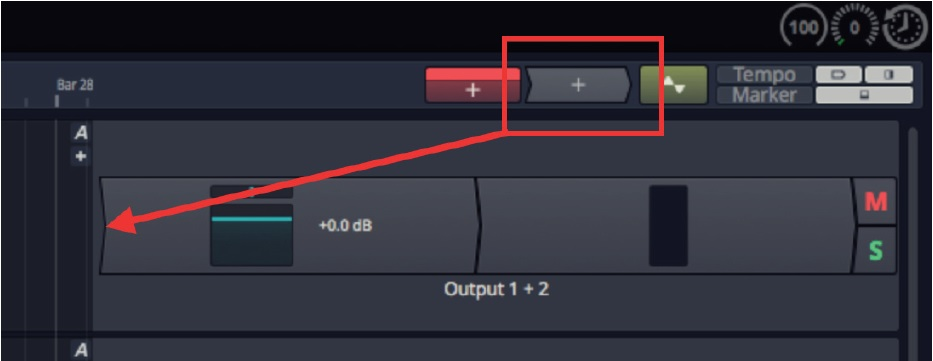 100
0
Bar 28
+
+
Tempo
Marker
A
+
+0.0 dB
M
S
Output 1 + 2
A